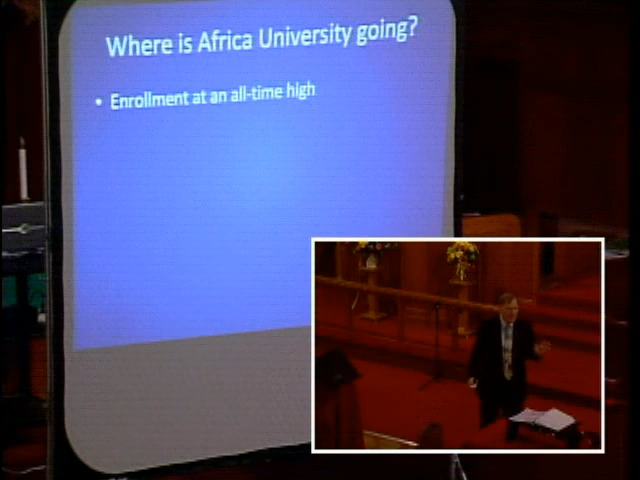 Where is Africa University going?
• Enrollment at an all-time high